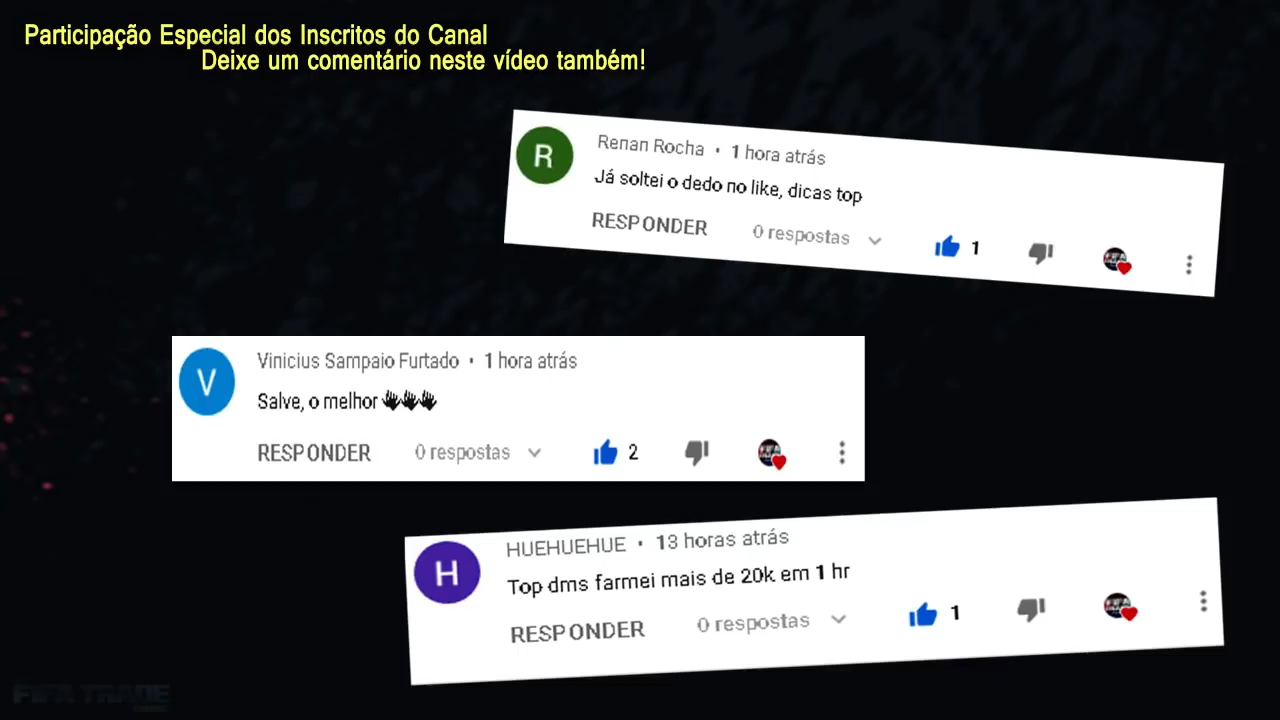 Participação Especial dos Inscritos do Canal
Deixe um comentário neste vídeo também!
R
Renan Rocha • 1 hora atrás
Já soltei o dedo no like, dicas top
RESPONDER 0 respostas 1
V
Vinicius Sampaio Furtado • 1 hora atrás
Salve, o melhor 👋👋👋
RESPONDER 0 respostas 2
H
HUEHUEHUE • 13 horas atrás
Top dms farmei mais de 20k em 1 hr
RESPONDER 0 respostas 1
FIFA TRADE